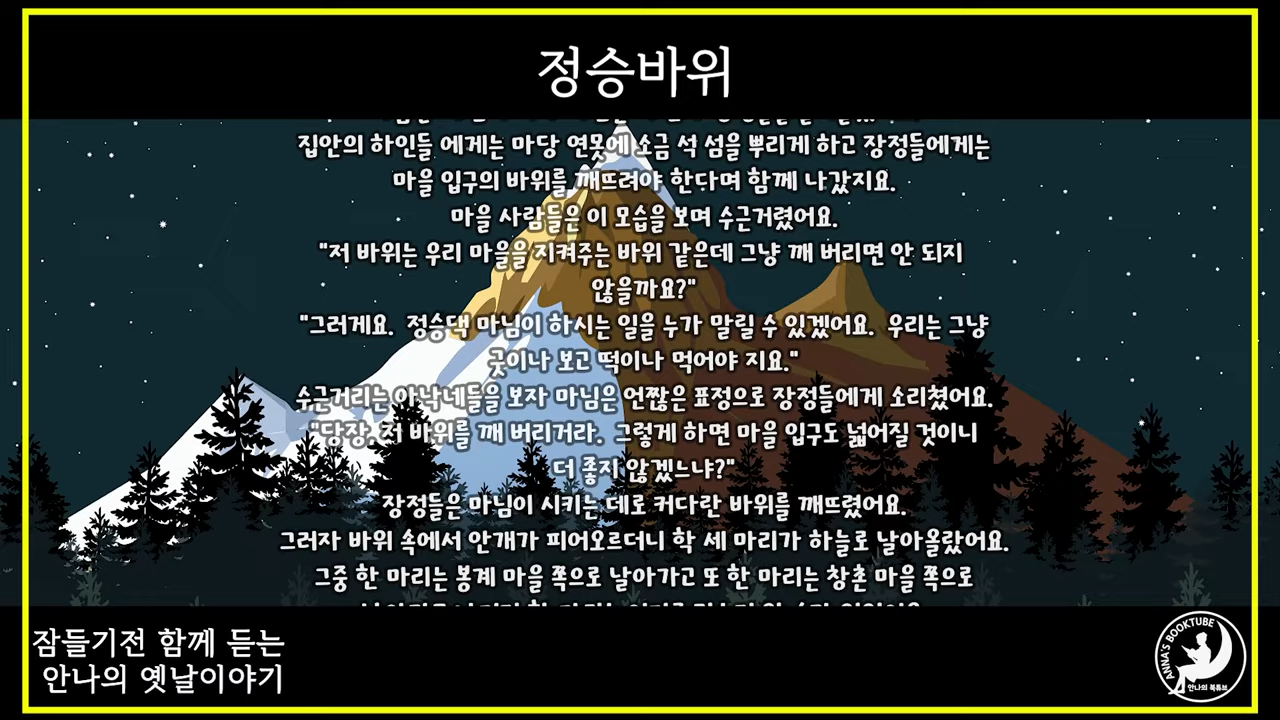 정승바위
집안의 하인들 에게는 마당 연못에 소금 석 섬을 뿌리게 하고 장정들에게는
마을 입구의 바위를 깨뜨려야 한다며 함께 나갔지요.
마을 사람들은 이 모습을 보며 수근거렸어요.
"저 바위는 우리 마을을 지켜주는 바위 같은데 그냥 깨 버리면 안 되지
않을까요?"
"그러게요. 정승댁 마님이 하시는 일을 누가 말릴 수 있겠어요. 우리는 그냥
굿이나 보고 떡이나 먹어야 지요."
수근거리는 아낙네들을 보자 마님은 언짢은 표정으로 장정들에게 소리쳤어요.
"당장 저 바위를 깨 버리거라. 그렇게 하면 마을 입구도 넓어질 것이니
더 좋지 않겠느냐?"
장정들은 마님이 시키는 데로 커다란 바위를 깨뜨렸어요.
그러자 바위 속에서 안개가 피어오르더니 학 세 마리가 하늘로 날아올랐어요.
그중 한 마리는 봉계 마을 쪽으로 날아가고 또 한 마리는 창촌 마을 쪽으로
잠들기전 함께 듣는
안나의 옛날이야기
ANNA'S BOOKTUBE
안나의 북튜브